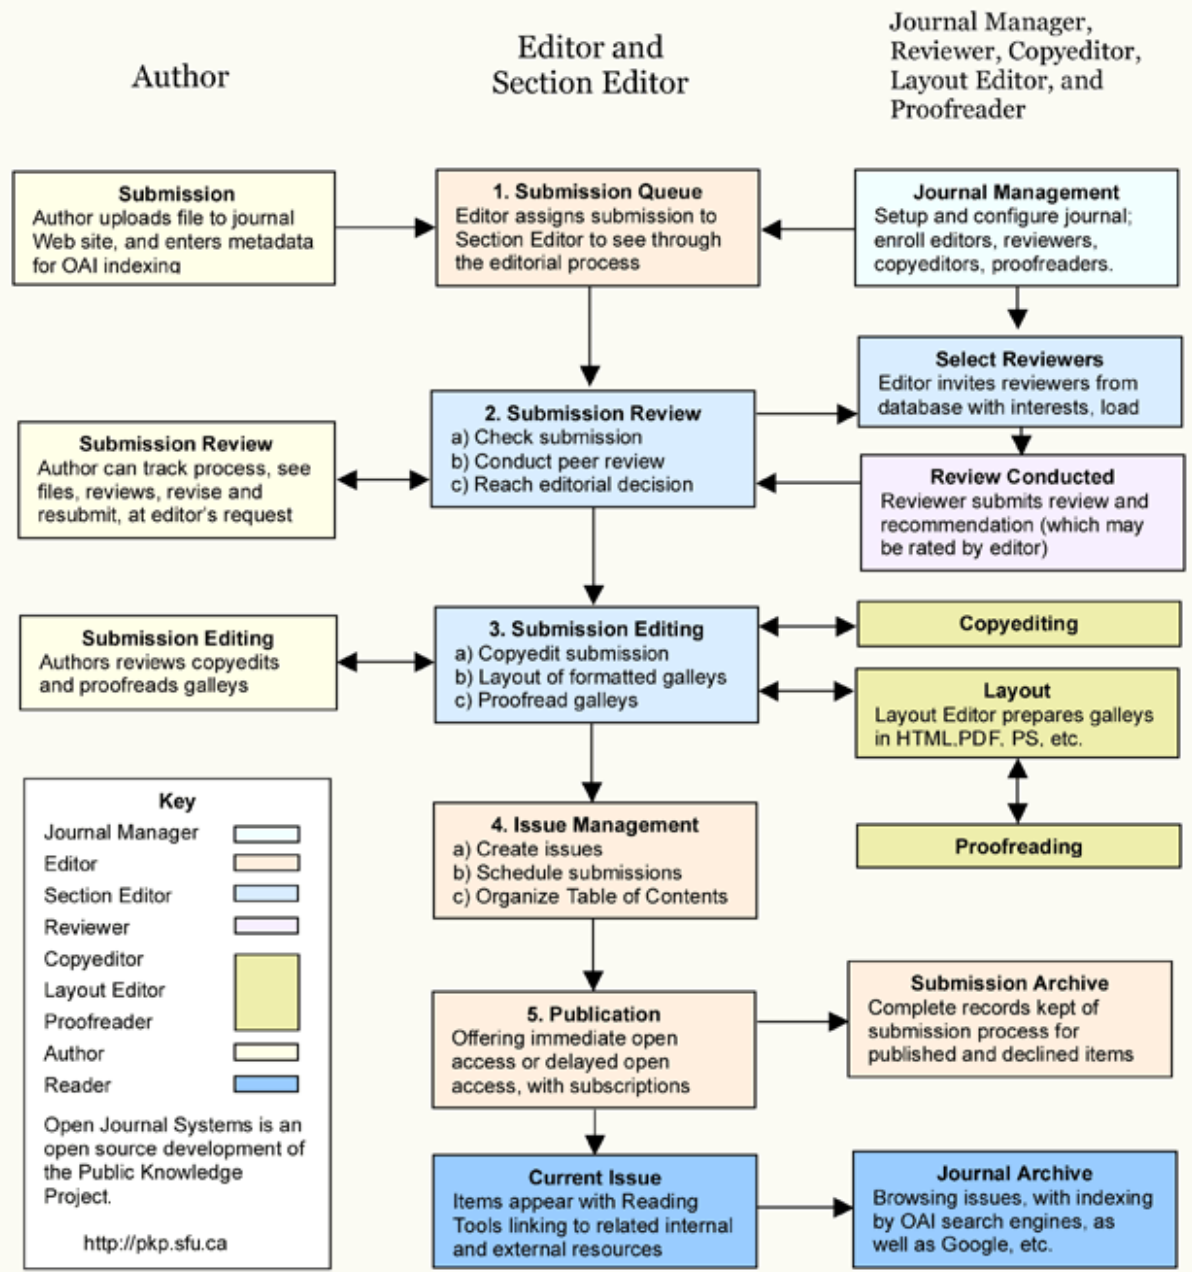 Author
Editor and
Section Editor
Journal Manager,
Reviewer, Copyeditor,
Layout Editor, and
Proofreader
Submission
Author uploads file to journal
Web site, and enters metadata
for OAI indexing
1. Submission Queue
Editor assigns submission to
Section Editor to see through
the editorial process
Journal Management
Setup and configure journal;
enroll editors, reviewers,
copyeditors, proofreaders.
Select Reviewers
Editor invites reviewers from
database with interests, load
Submission Review
Author can track process, see
files, reviews, revise and
resubmit, at editor's request
2. Submission Review
a) Check submission
b) Conduct peer review
c) Reach editorial decision
Review Conducted
Reviewer submits review and
recommendation (which may
be rated by editor)
Submission Editing
Authors reviews copyedits
and proofreads galleys
3. Submission Editing
a) Copyedit submission
b) Layout of formatted galleys
c) Proofread galleys
Copyediting
Layout
Layout Editor prepares galleys
in HTML,PDF, PS, etc.
Proofreading
4. Issue Management
a) Create issues
b) Schedule submissions
c) Organize Table of Contents
Key
Journal Manager
Editor
Section Editor
Reviewer
Copyeditor
Layout Editor
Proofreader
Author
Reader
Open Journal Systems is an
open source development of
the Public Knowledge
Project.
http://pkp.sfu.ca
5. Publication
Offering immediate open
access or delayed open
access, with subscriptions
Submission Archive
Complete records kept of
submission process for
published and declined items
Current Issue
Items appear with Reading
Tools linking to related internal
and external resources
Journal Archive
Browsing issues, with indexing
by OAI search engines, as
well as Google, etc.